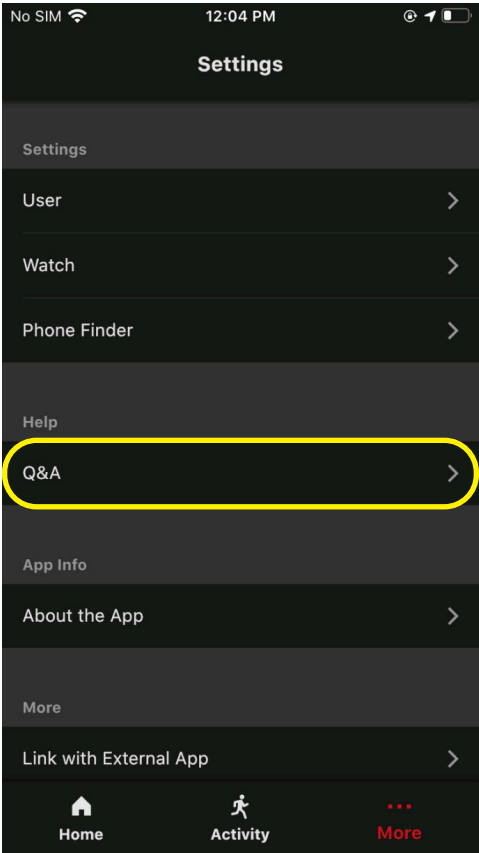 No SIM 12:04 PM
Settings
Settings
User
Watch
Phone Finder
Help
Q&A
App Info
About the App
More
Link with External App
Home Activity More